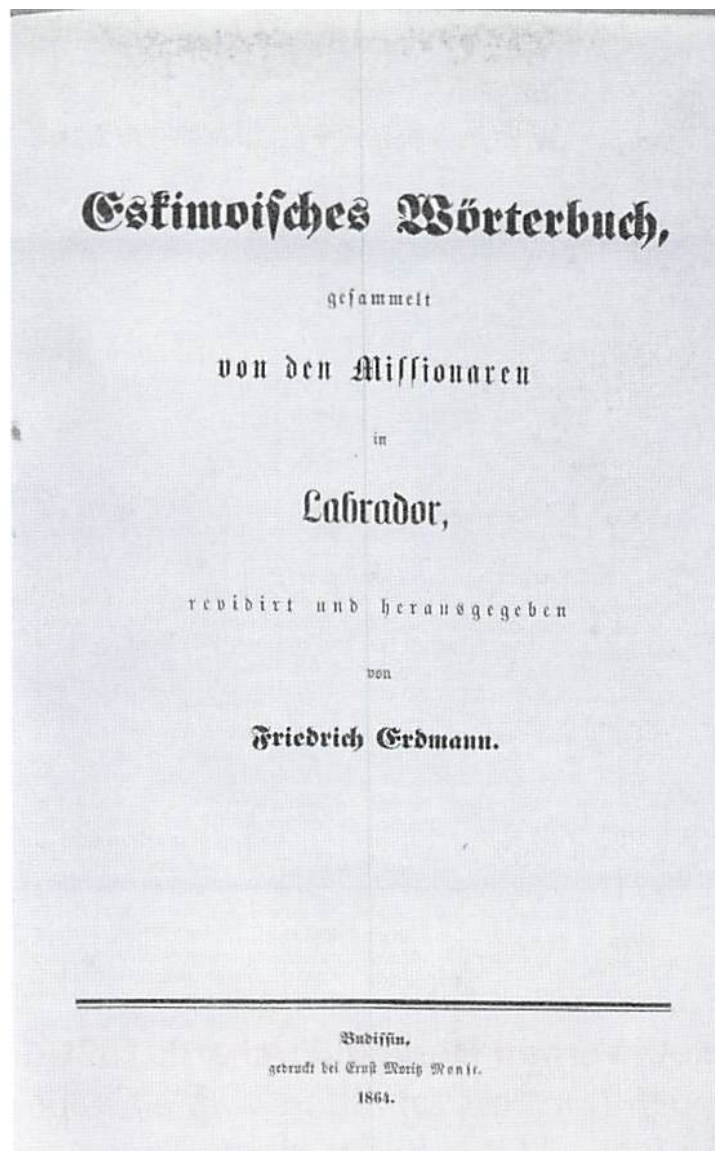 Eskimoisches Wörterbuch,
gesammelt
von den Missionaren
in
Labrador,
revidirt und herausgegeben
von
Friedrich Erdmann.
Budissin,
gedruckt bei Ernst Moritz Monse.
1864.